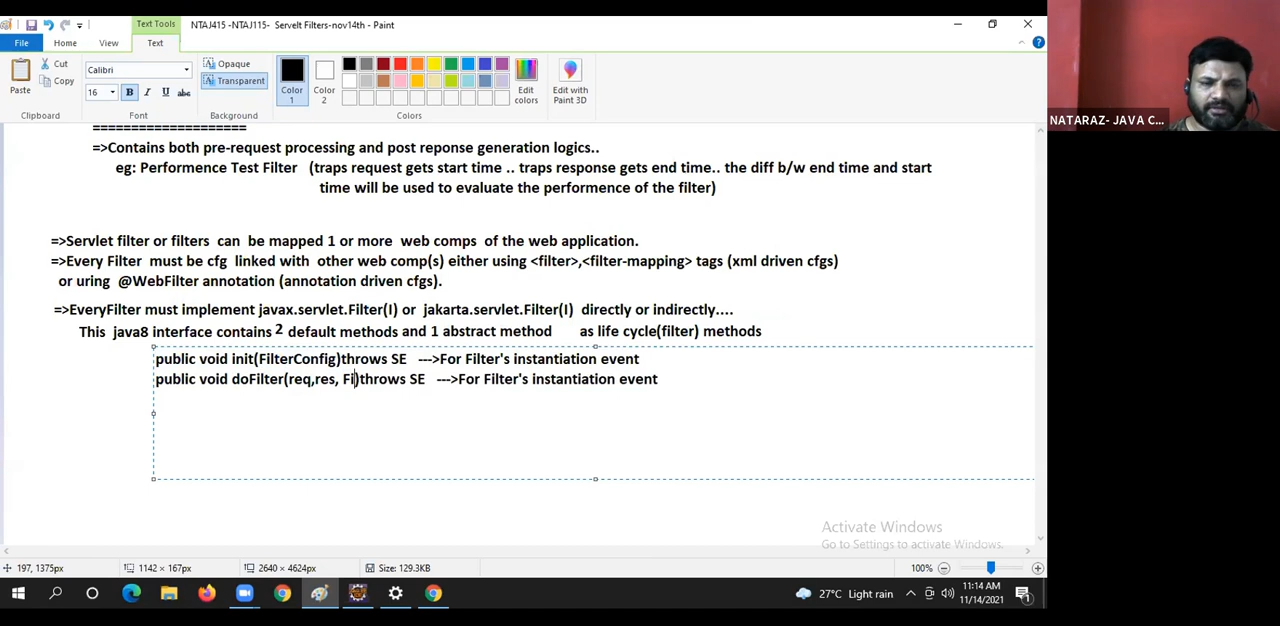 Text Tools
NTAJ415 -NTAJ115- Servelt Filters-nov14th - Paint
File Home View Text
Paste
Cut
Copy
Clipboard
Calibri
16 B I U abc
Font
Opaque
Transparent
Background
Color 1
Color 2
Edit colors
Colors
Edit with Paint 3D
NATARAZ- JAVA C...
====================
=>Contains both pre-request processing and post reponse generation logics..
eg: Performence Test Filter (traps request gets start time .. traps response gets end time.. the diff b/w end time and start
time will be used to evaluate the performence of the filter)
=>Servlet filter or filters can be mapped 1 or more web comps of the web application.
=>Every Filter must be cfg linked with other web comp(s) either using <filter>,<filter-mapping> tags (xml driven cfgs)
or uring @WebFilter annotation (annotation driven cfgs).
=>EveryFilter must implement javax.servlet.Filter(I) or jakarta.servlet.Filter(I) directly or indirectly....
This java8 interface contains 2 default methods and 1 abstract method as life cycle(filter) methods
public void init(FilterConfig)throws SE --->For Filter's instantiation event
public void doFilter(req,res, Fi)throws SE --->For Filter's instantiation event
Activate Windows
Go to Settings to activate Windows.
197, 1375px
1142 × 167px
2640 × 4624px
Size: 129.3KB
100%
27°C Light rain
11:14 AM
11/14/2021
1